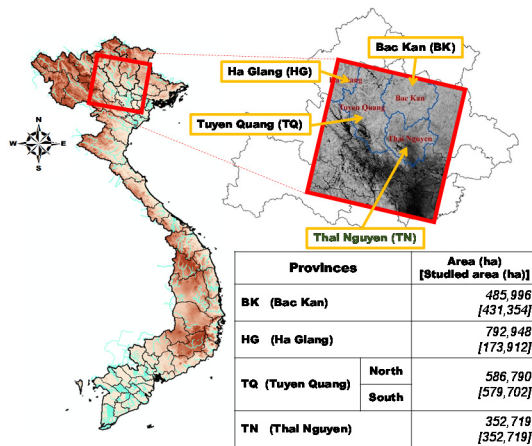 Bac Kan (BK)
Ha Giang (HG)
Bac Kan
Tuyen Quang
Tuyen Quang (TQ)
Thai Nguyen
N
W E
S
Thai Nguyen (TN)
Provinces
Area (ha)
[Studied area (ha)]
BK (Bac Kan)
485,996
[431,354]
HG (Ha Giang)
792,948
[173,912]
TQ (Tuyen Quang)
North
South
586,790
[579,702]
TN (Thai Nguyen)
352,719
[352,719]